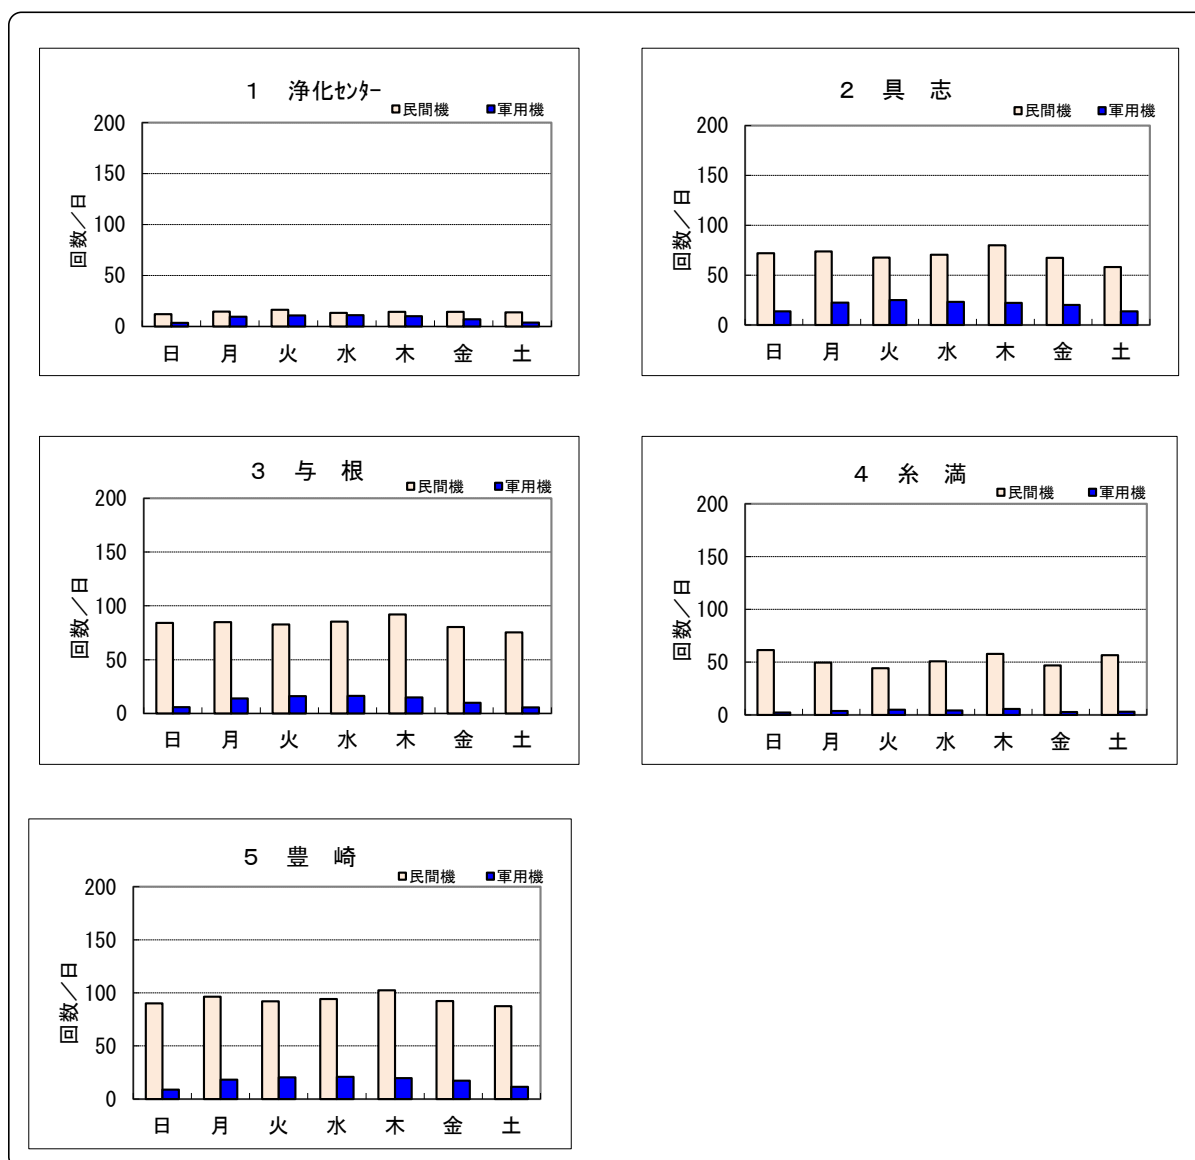 1 浄化ｾﾝﾀｰ
民間機 軍用機
回数／日
200
150
100
50
0
日 月 火 水 木 金 土
2 具 志
民間機 軍用機
回数／日
200
150
100
50
0
日 月 火 水 木 金 土
3 与 根
民間機 軍用機
回数／日
200
150
100
50
0
日 月 火 水 木 金 土
4 糸 満
民間機 軍用機
回数／日
200
150
100
50
0
日 月 火 水 木 金 土
5 豊 崎
民間機 軍用機
回数／日
200
150
100
50
0
日 月 火 水 木 金 土